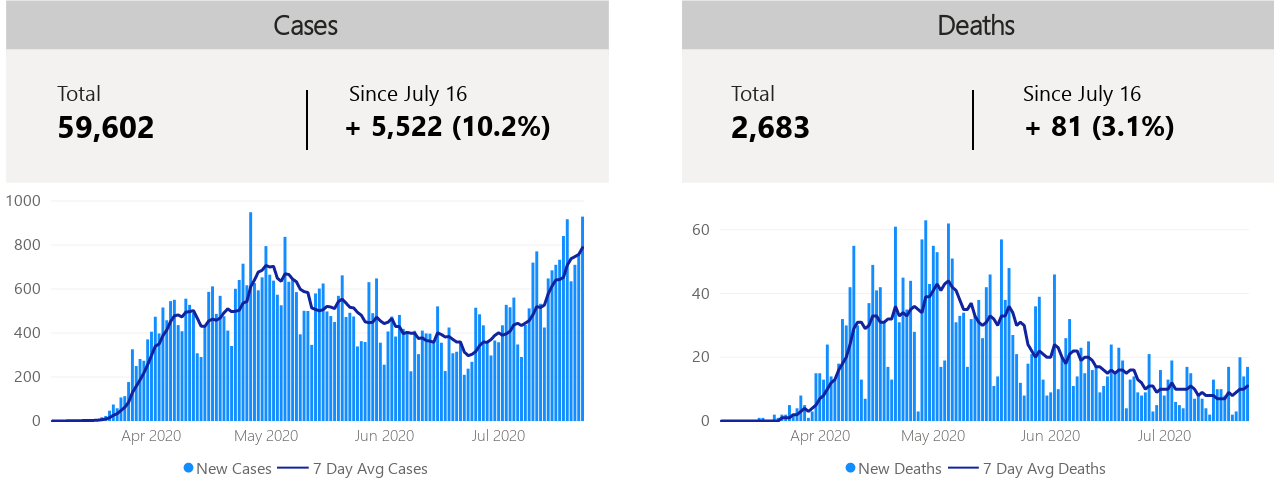 Cases
Total
Since July 16
59,602
+ 5,522 (10.2%)
1000
800
600
400
200
0
Apr 2020
May 2020
Jun 2020
Jul 2020
New Cases
7 Day Avg Cases
Deaths
Total
Since July 16
2,683
+ 81 (3.1%)
60
40
20
0
Apr 2020
May 2020
Jun 2020
Jul 2020
New Deaths
7 Day Avg Deaths